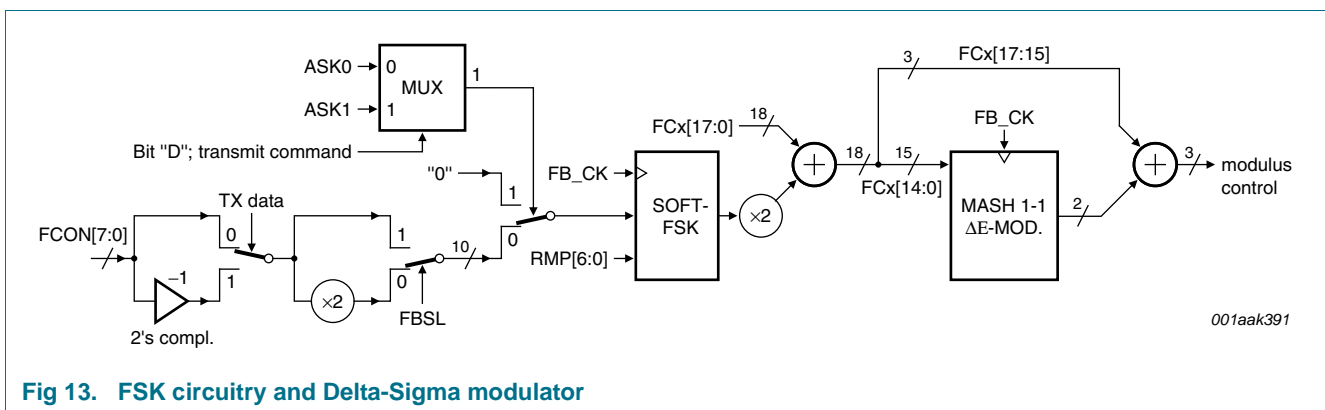 ASK0
0
MUX
1
FCx[17:15]
3
ASK1
1
FB_CK
FCx[17:0]
18
Bit "D"; transmit command
+
18
15
+
3
modulus
control
"0"
1
FB_CK
FCx[14:0]
TX data
SOFT-
FSK
×2
MASH 1-1
ΔE-MOD.
2
FCON[7:0]
0
1
10
0
RMP[6:0]
−1
1
×2
0
FBSL
2's compl.
001aak391
Fig 13. FSK circuitry and Delta-Sigma modulator